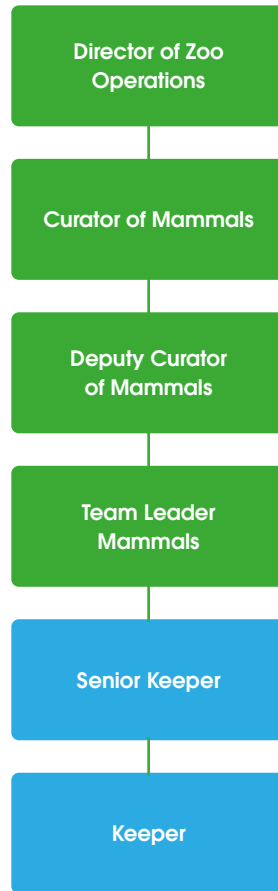 Director of Zoo
Operations
Curator of Mammals
Deputy Curator
of Mammals
Team Leader
Mammals
Senior Keeper
Keeper